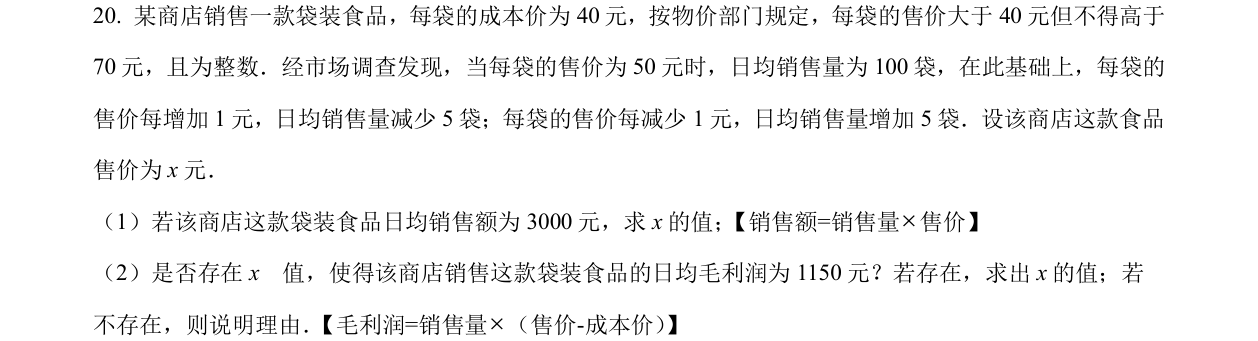 20. 某商店销售一款袋装食品，每袋的成本价为 40 元，按物价部门规定，每袋的售价大于 40 元但不得高于
70 元，且为整数．经市场调查发现，当每袋的售价为 50 元时，日均销售量为 100 袋，在此基础上，每袋的
售价每增加 1 元，日均销售量减少 5 袋；每袋的售价每减少 1 元，日均销售量增加 5 袋．设该商店这款食品
售价为 x 元．
（1）若该商店这款袋装食品日均销售额为 3000 元，求 x 的值；【销售额=销售量×售价】
（2）是否存在 x 值，使得该商店销售这款袋装食品的日均毛利润为 1150 元？若存在，求出 x 的值；若
不存在，则说明理由．【毛利润=销售量×（售价-成本价）】